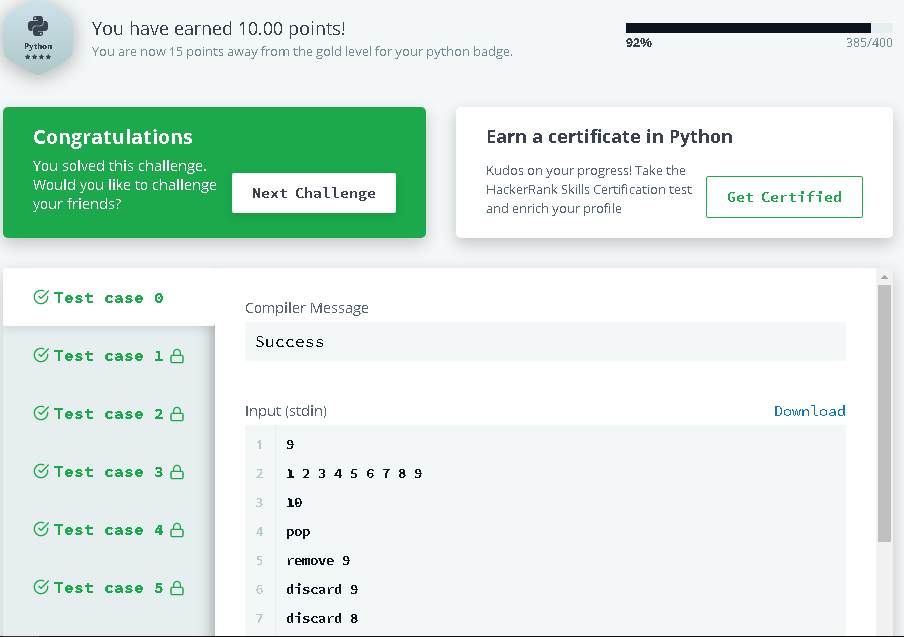 Python
You have earned 10.00 points!
You are now 15 points away from the gold level for your python badge.
92%
385/400
Congratulations
You solved this challenge.
Would you like to challenge
your friends?
Next Challenge
Earn a certificate in Python
Kudos on your progress! Take the
HackerRank Skills Certification test
and enrich your profile
Get Certified
Test case 0
Test case 1
Test case 2
Test case 3
Test case 4
Test case 5
Compiler Message
Success
Input (stdin)
Download
1 9
2 1 2 3 4 5 6 7 8 9
3 10
4 pop
5 remove 9
6 discard 9
7 discard 8